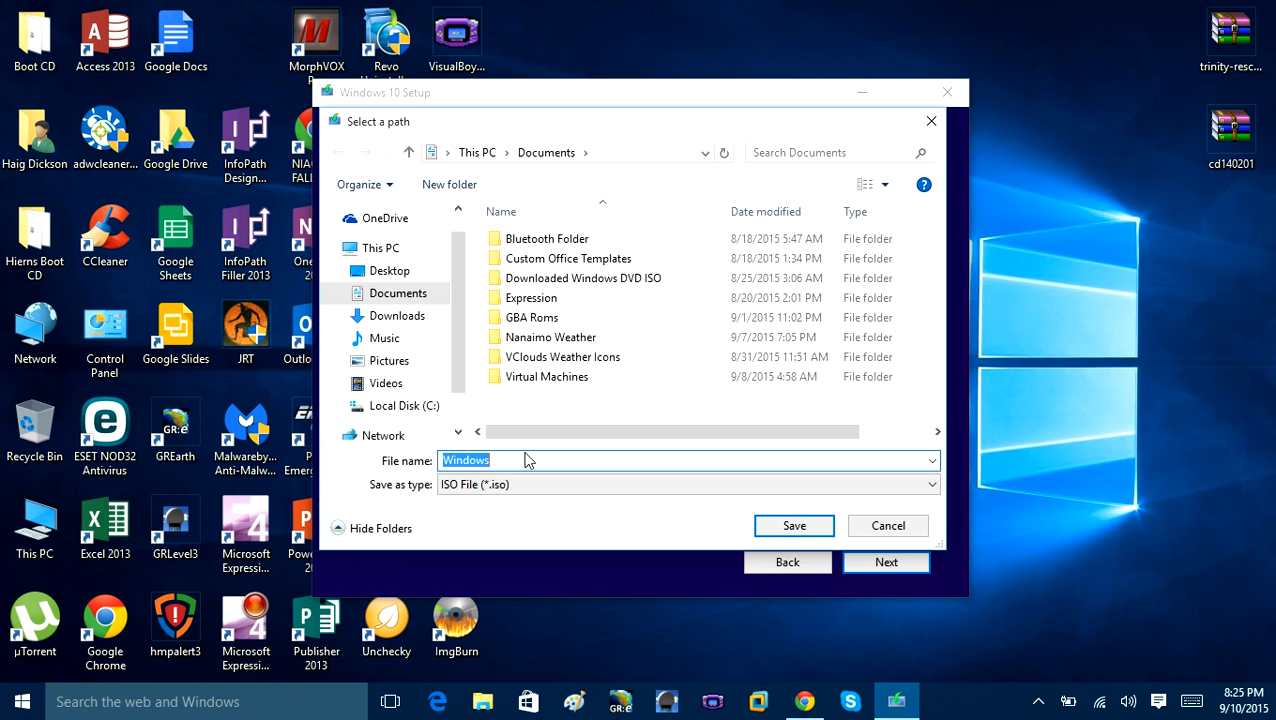 Boot CD
Access 2013
Google Docs
MorphVOX
Revo
VisualBoy...
trinity-resc...
Haig Dickson
adwcleaner...
Google Drive
InfoPath
Design...
cd140201
Hierns Boot
CD
CCleaner
Google
Sheets
InfoPath
Filler 2013
Network
Control
Panel
Google Slides
JRT
Recycle Bin
ESET NOD32
Antivirus
GREarth
Malwareby...
Anti-Malw...
This PC
Excel 2013
GRLevel3
Microsoft
Expressi...
µTorrent
Google
Chrome
hmpalert3
Microsoft
Expressi...
Publisher
2013
Unchecky
ImgBurn
Windows 10 Setup
Select a path
This PC
Documents
Search Documents
Organize
New folder
OneDrive
This PC
Desktop
Documents
Downloads
Music
Pictures
Videos
Local Disk (C:)
Network
Name
Date modified
Type
Bluetooth Folder 8/18/2015 5:47 AM File folder
Custom Office Templates 8/18/2015 1:34 PM File folder
Downloaded Windows DVD ISO 8/25/2015 3:06 AM File folder
Expression 8/20/2015 2:01 PM File folder
GBA Roms 9/1/2015 11:02 PM File folder
Nanaimo Weather 9/7/2015 7:05 PM File folder
VClouds Weather Icons 8/31/2015 11:51 AM File folder
Virtual Machines 9/8/2015 4:58 AM File folder
File name: Windows
Save as type: ISO File (*.iso)
Hide Folders
Save
Cancel
Back
Next
Search the web and Windows
8:25 PM
9/10/2015